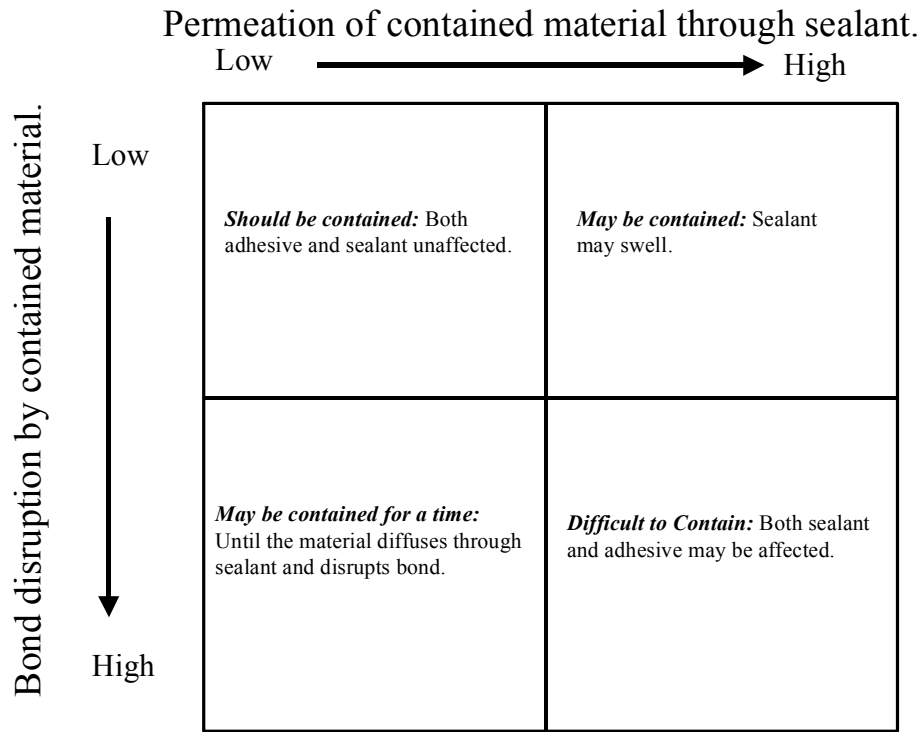 Permeation of contained material through sealant.
Low
High
Bond disruption by contained material.
Low
High
Should be contained: Both
adhesive and sealant unaffected.
May be contained: Sealant
may swell.
May be contained for a time:
Until the material diffuses through
sealant and disrupts bond.
Difficult to Contain: Both sealant
and adhesive may be affected.